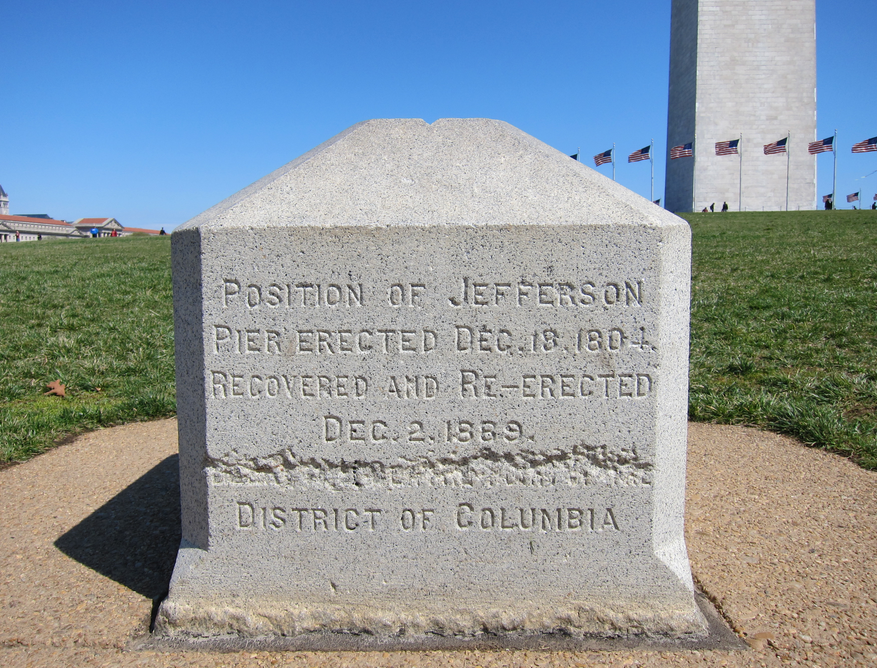 Position of Jefferson
Pier erected Dec. 18. 1804.
Recovered and Re-erected
Dec. 2. 1889.
District of Columbia